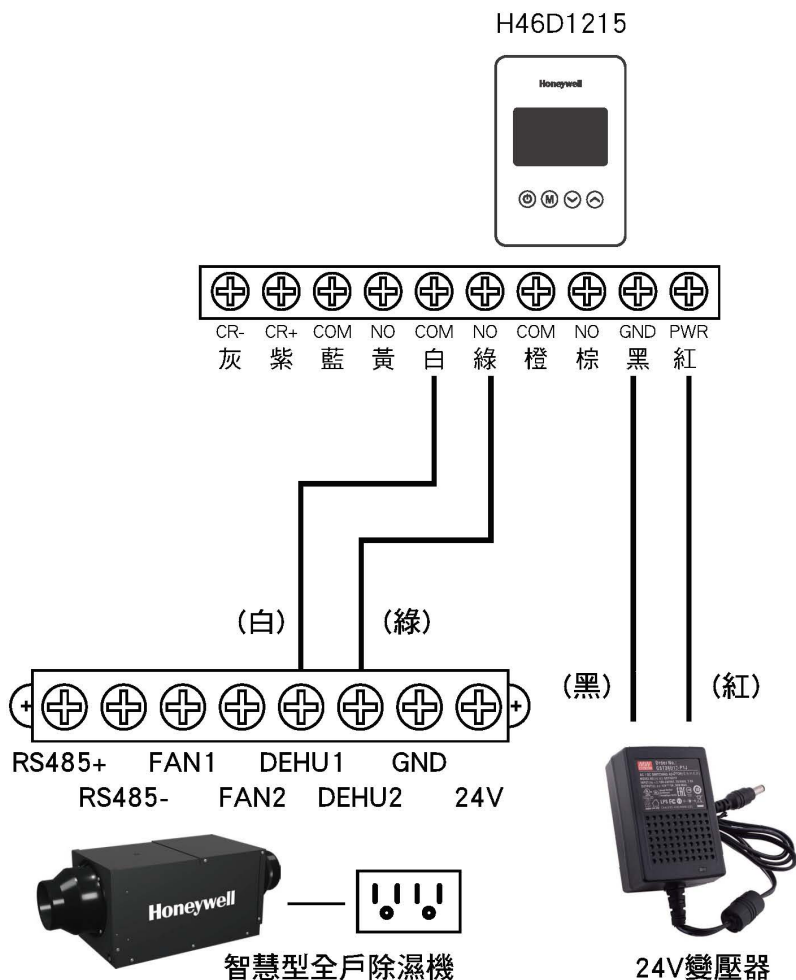 H46D1215
Honeywell
M
CR- CR+ COM NO COM NO COM NO GND PWR
灰 紫 藍 黃 白 綠 橙 棕 黑 紅
(白) (綠)
(黑) (紅)
RS485+ FAN1 DEHU1 GND
RS485- FAN2 DEHU2 24V
Honeywell
智慧型全戶除濕機
24V變壓器